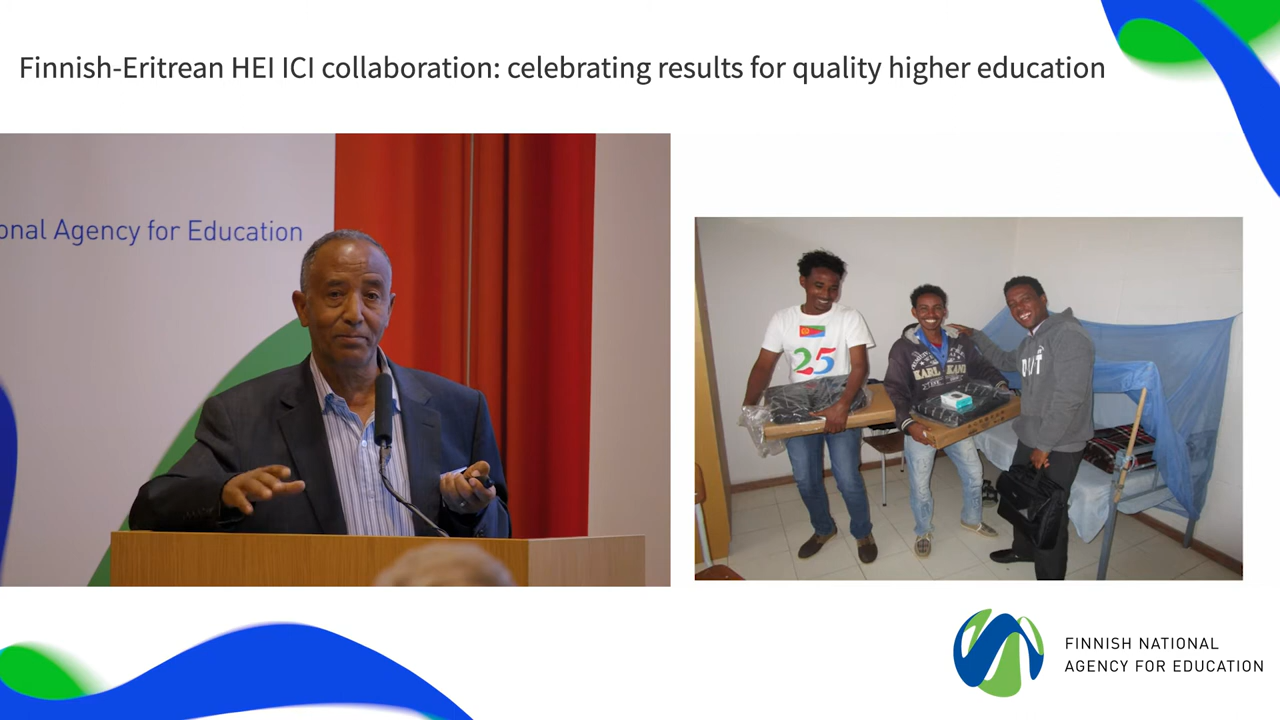 Finnish-Eritrean HEI ICI collaboration: celebrating results for quality higher education
onal Agency for Education
25
KARL KANI
FINNISH NATIONAL
AGENCY FOR EDUCATION